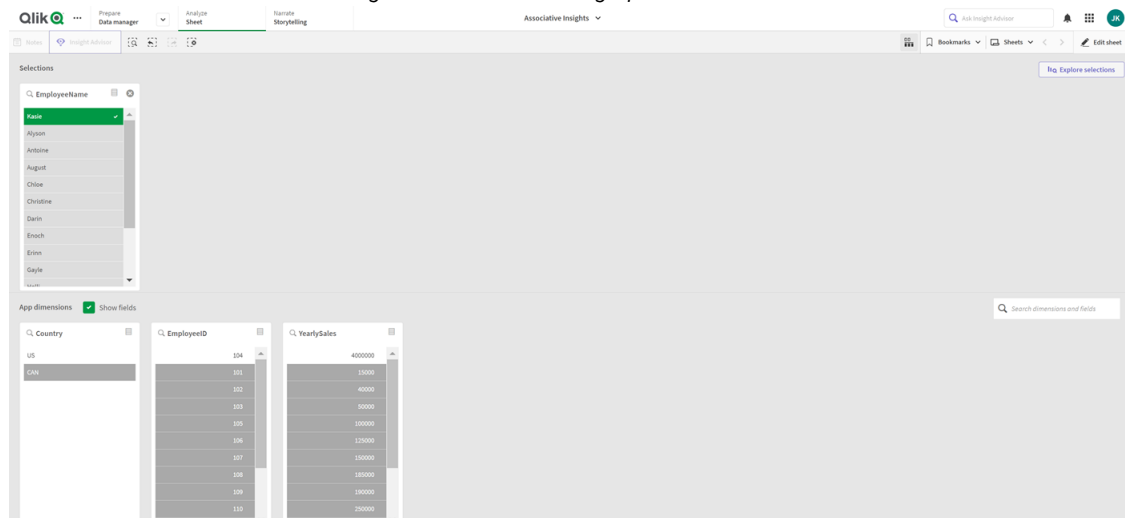 Qlik
Prepare
Data manager
Analyze
Sheet
Narrate
Storytelling
Associative Insights
Ask Insight Advisor
JK
Notes
Insight Advisor
Bookmarks
Sheets
Edit sheet
Selections
Explore selections
EmployeeName
Kasie
Alyson
Antoine
August
Chloe
Christine
Darin
Enoch
Erinn
Gayle
App dimensions
Show fields
Search dimensions and fields
Country
US
CAN
EmployeeID
104
101
102
103
105
106
107
108
109
110
YearlySales
4000000
15000
40000
50000
100000
125000
150000
185000
190000
250000